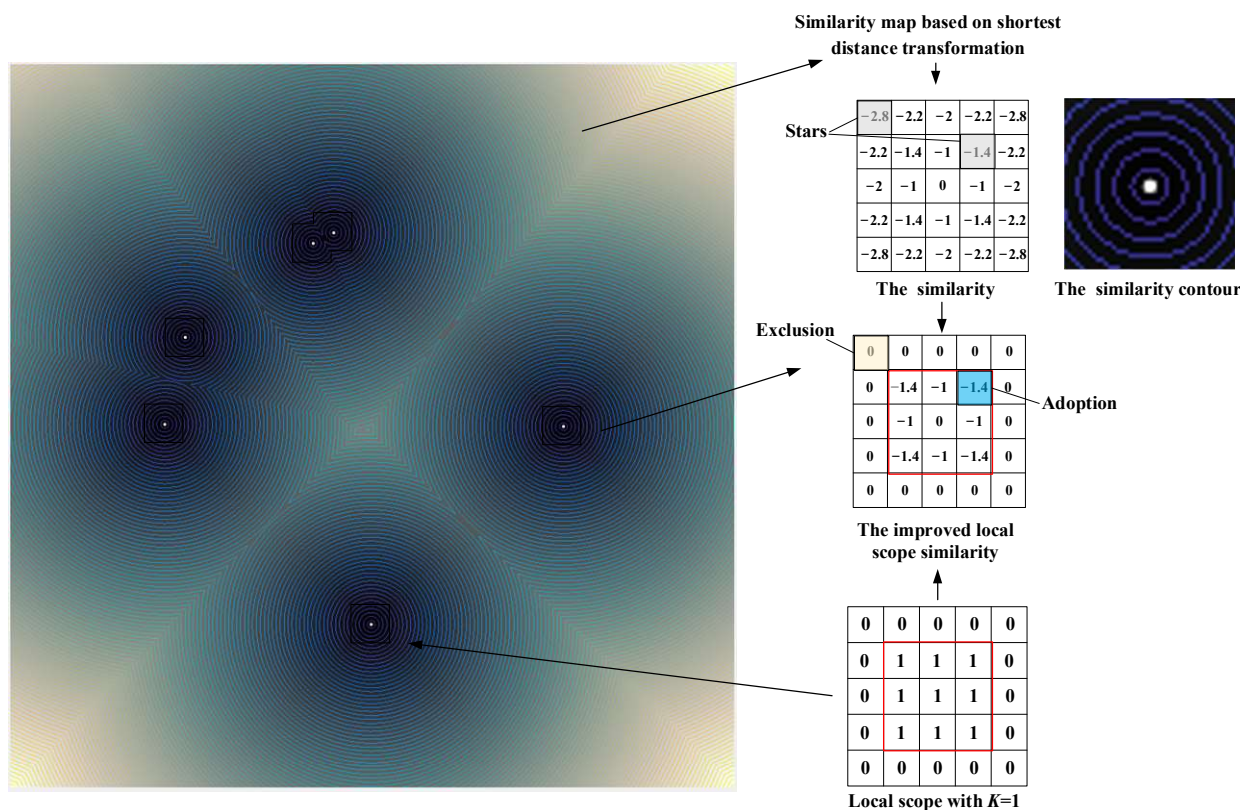 Similarity map based on shortest
distance transformation
Stars
−2.8 −2.2 −2 −2.2 −2.8
−2.2 −1.4 −1 −1.4 −2.2
−2 −1 0 −1 −2
−2.2 −1.4 −1 −1.4 −2.2
−2.8 −2.2 −2 −2.2 −2.8
The similarity
The similarity contour
Exclusion
0 0 0 0 0
0 −1.4 −1 −1.4 0
0 −1 0 −1 0
0 −1.4 −1 −1.4 0
0 0 0 0 0
Adoption
The improved local
scope similarity
0 0 0 0 0
0 1 1 1 0
0 1 1 1 0
0 1 1 1 0
0 0 0 0 0
Local scope with K=1